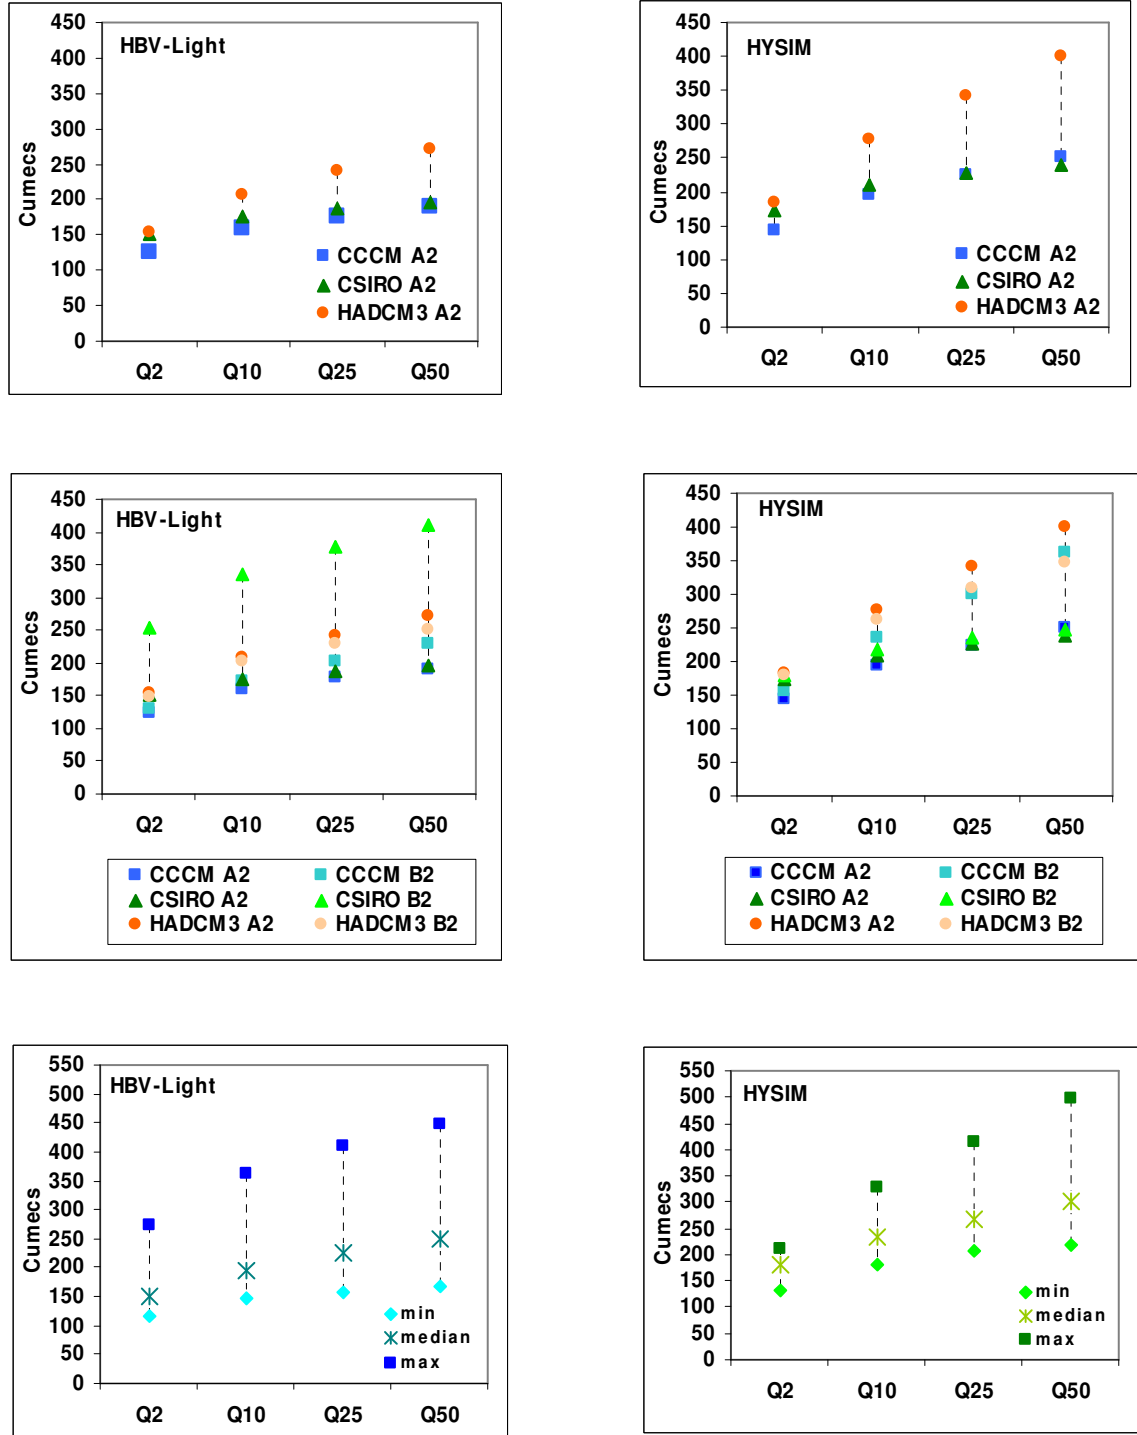 HBV-Light
450
400
350
300
250
200
150
100
50
0
Cumecs
Q2 Q10 Q25 Q50
CCCM A2
CSIRO A2
HADCM3 A2
HYSIM
450
400
350
300
250
200
150
100
50
0
Cumecs
Q2 Q10 Q25 Q50
CCCM A2
CSIRO A2
HADCM3 A2
HBV-Light
450
400
350
300
250
200
150
100
50
0
Cumecs
Q2 Q10 Q25 Q50
CCCM A2 CCCM B2
CSIRO A2 CSIRO B2
HADCM3 A2 HADCM3 B2
HYSIM
450
400
350
300
250
200
150
100
50
0
Cumecs
Q2 Q10 Q25 Q50
CCCM A2 CCCM B2
CSIRO A2 CSIRO B2
HADCM3 A2 HADCM3 B2
HBV-Light
550
500
450
400
350
300
250
200
150
100
50
0
Cumecs
Q2 Q10 Q25 Q50
min
median
max
HYSIM
550
500
450
400
350
300
250
200
150
100
50
0
Cumecs
Q2 Q10 Q25 Q50
min
median
max